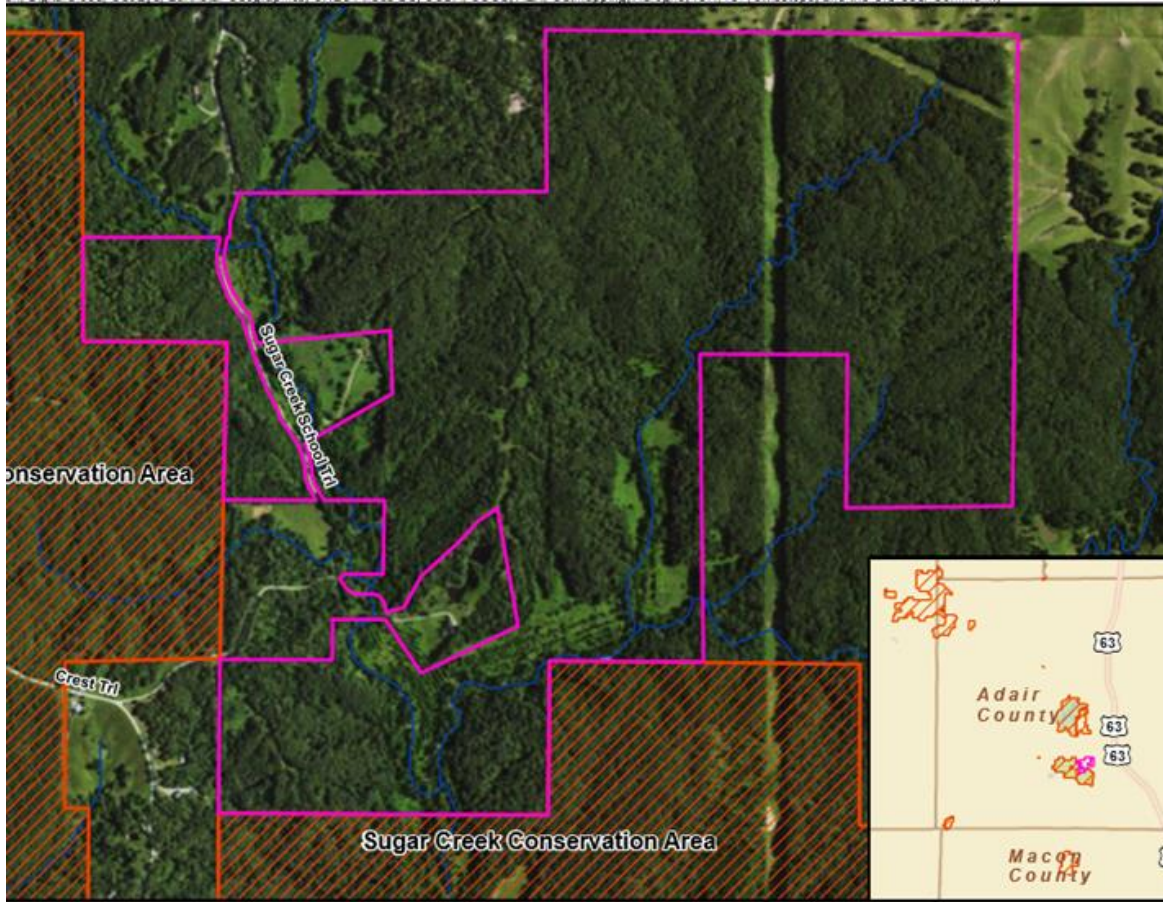 Sugar Creek School Trl
onservation Area
Crest Trl
Sugar Creek Conservation Area
63
Adair
County
63
63
Macon
County